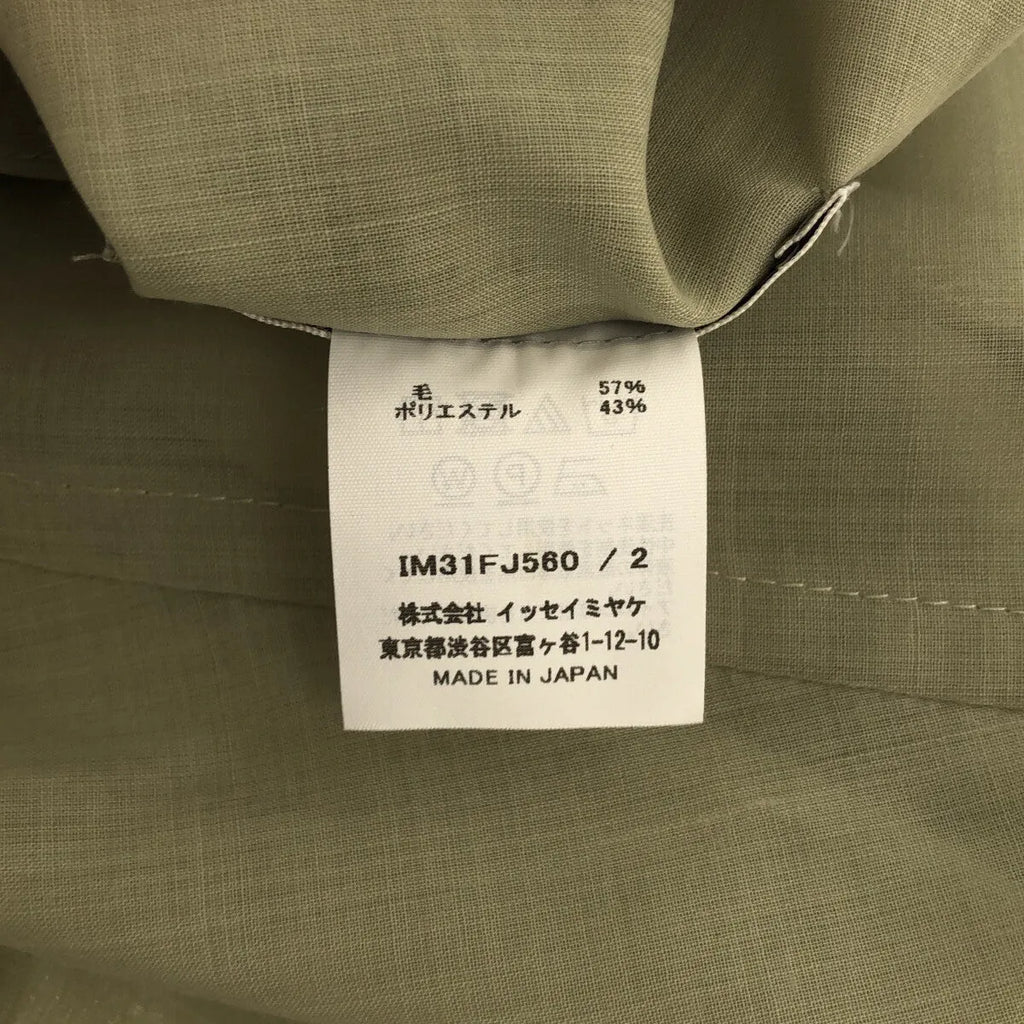 毛 57%
ポリエステル 43%
IM31FJ560 / 2
株式会社 イッセイミヤケ
東京都渋谷区富ヶ谷1-12-10
MADE IN JAPAN